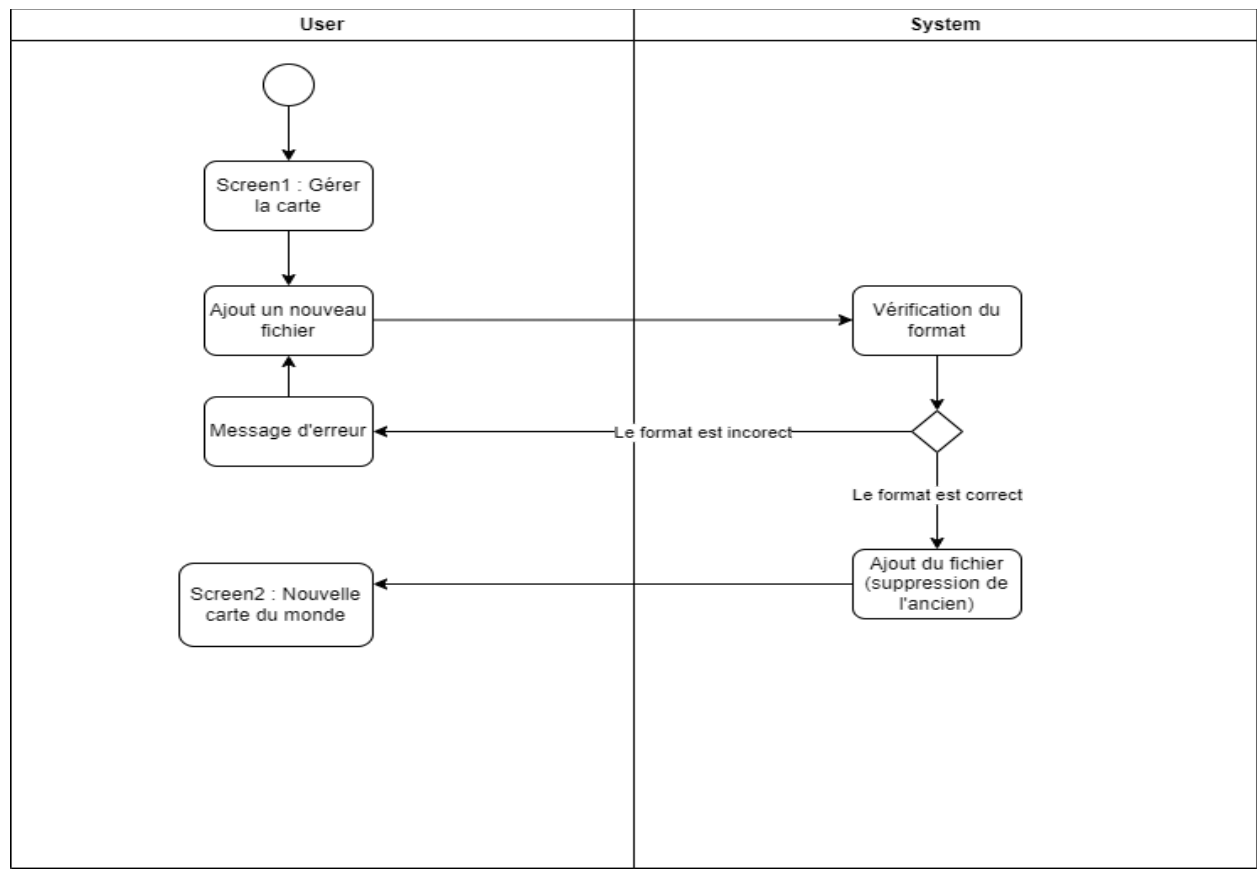 User
System
Screen1 : Gérer
la carte
Ajout un nouveau
fichier
Vérification du
format
Message d'erreur
Le format est incorect
Le format est correct
Ajout du fichier
(suppression de
l'ancien)
Screen2 : Nouvelle
carte du monde